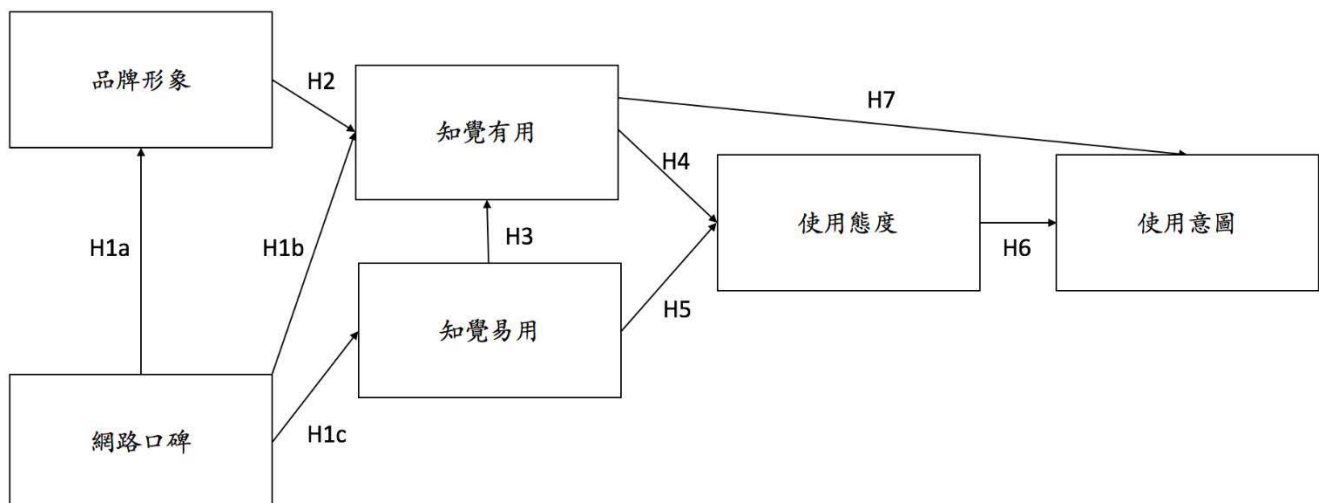 品牌形象
H2
知覺有用
H7
H4
使用態度
使用意圖
H1a
H1b
H3
H6
H5
知覺易用
H1c
網路口碑